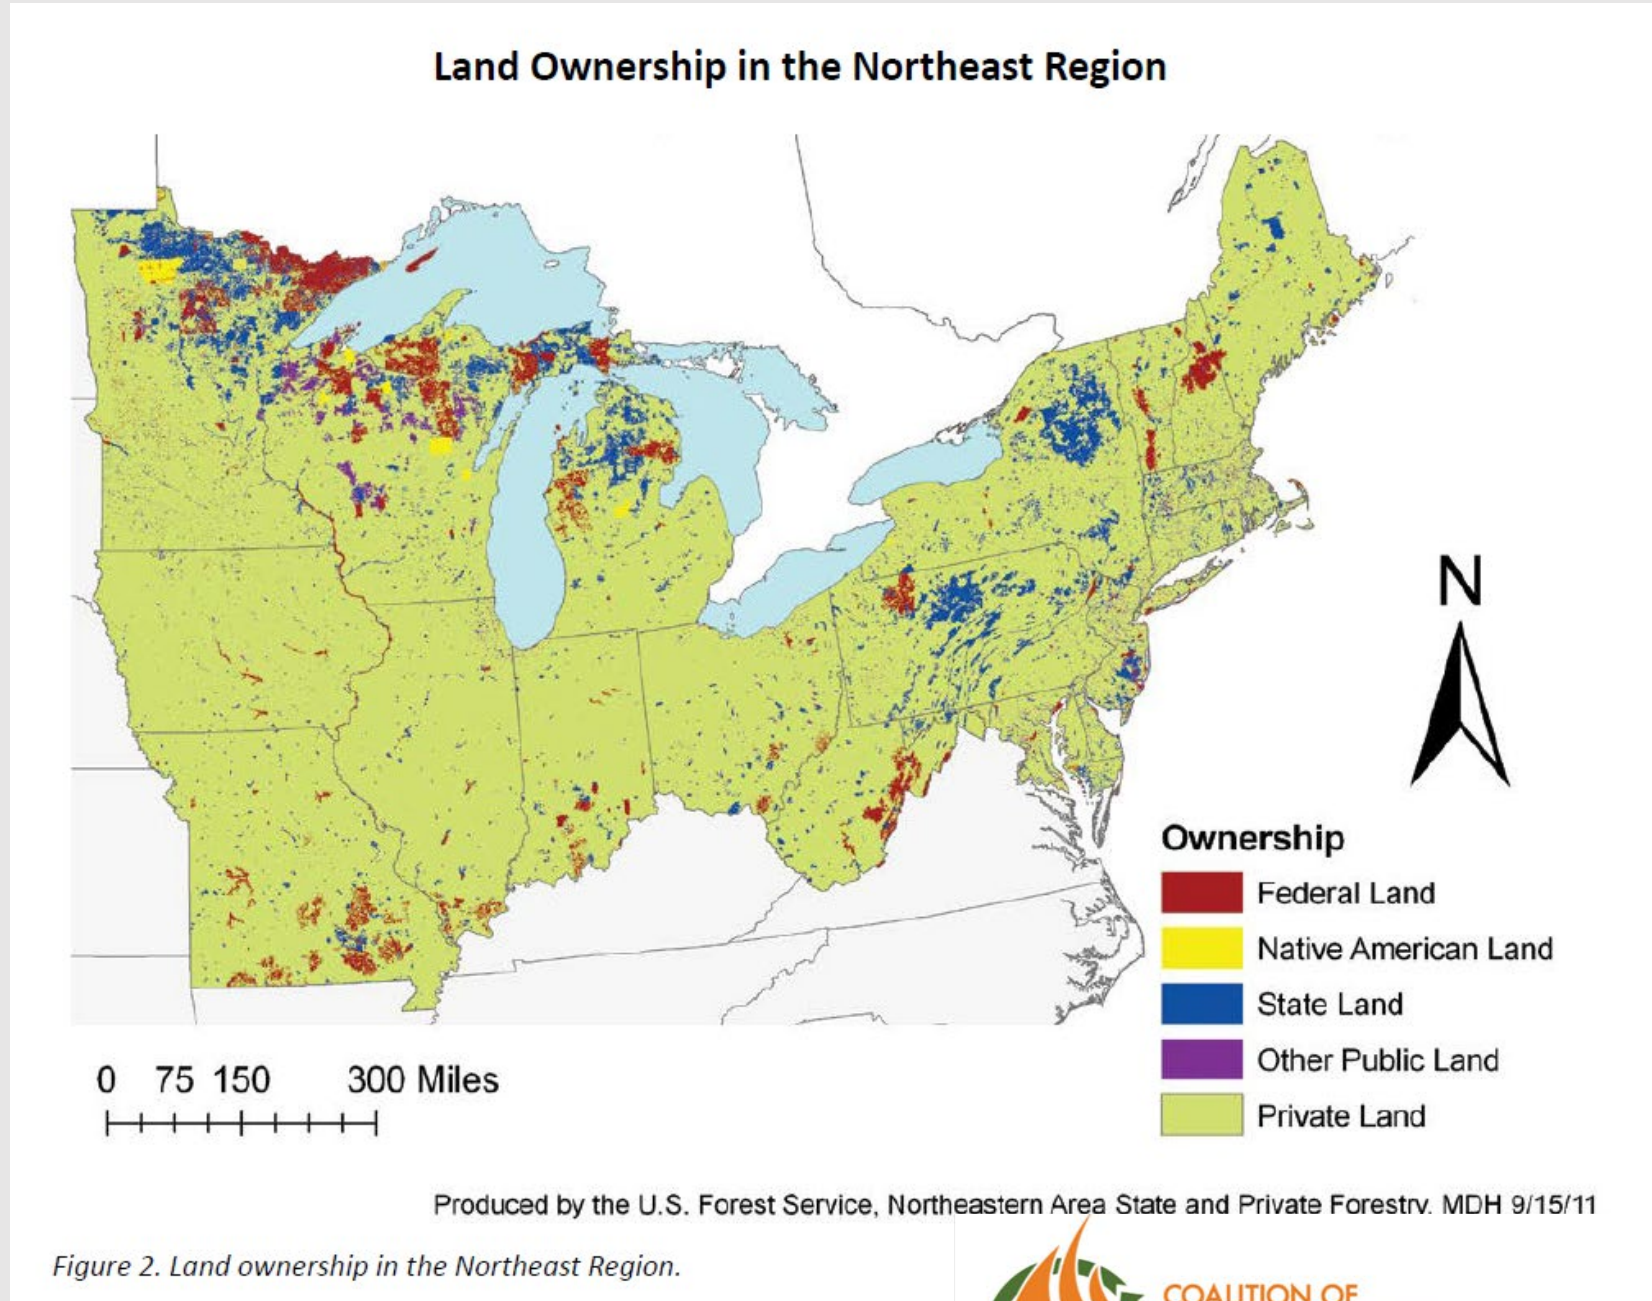 Land Ownership in the Northeast Region
N
Ownership
Federal Land
Native American Land
State Land
Other Public Land
Private Land
0 75 150 300 Miles
Produced by the U.S. Forest Service, Northeastern Area State and Private Forestry. MDH 9/15/11
Figure 2. Land ownership in the Northeast Region.
COALITION OF